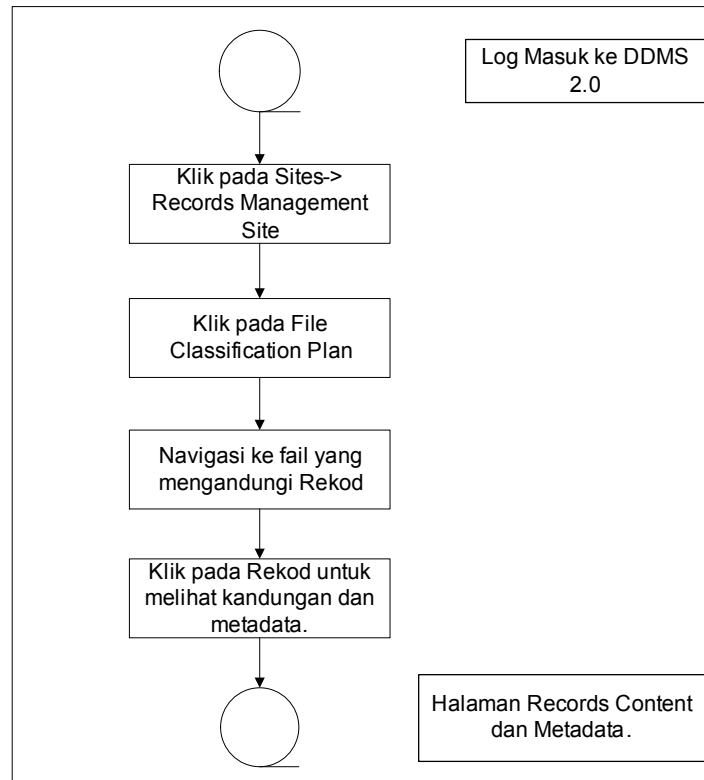 Log Masuk ke DDMS
2.0
Klik pada Sites->
Records Management
Site
Klik pada File
Classification Plan
Navigasi ke fail yang
mengandungi Rekod
Klik pada Rekod untuk
melihat kandungan dan
metadata.
Halaman Records Content
dan Metadata.